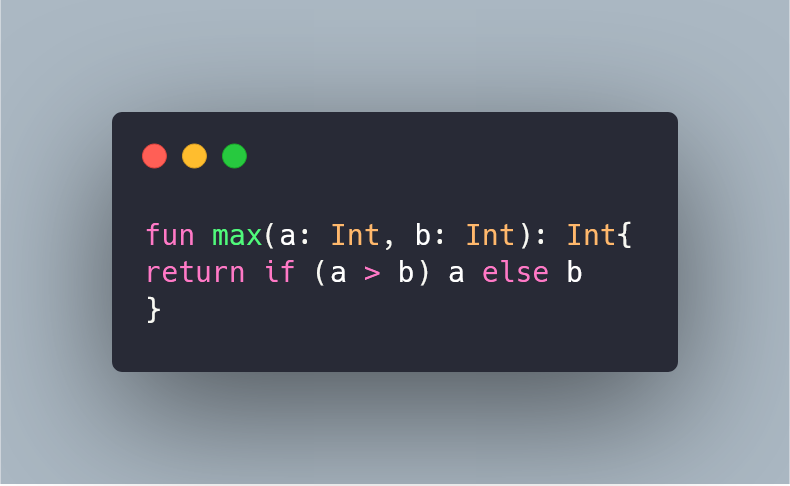 fun max(a: Int, b: Int): Int{
return if (a > b) a else b
}